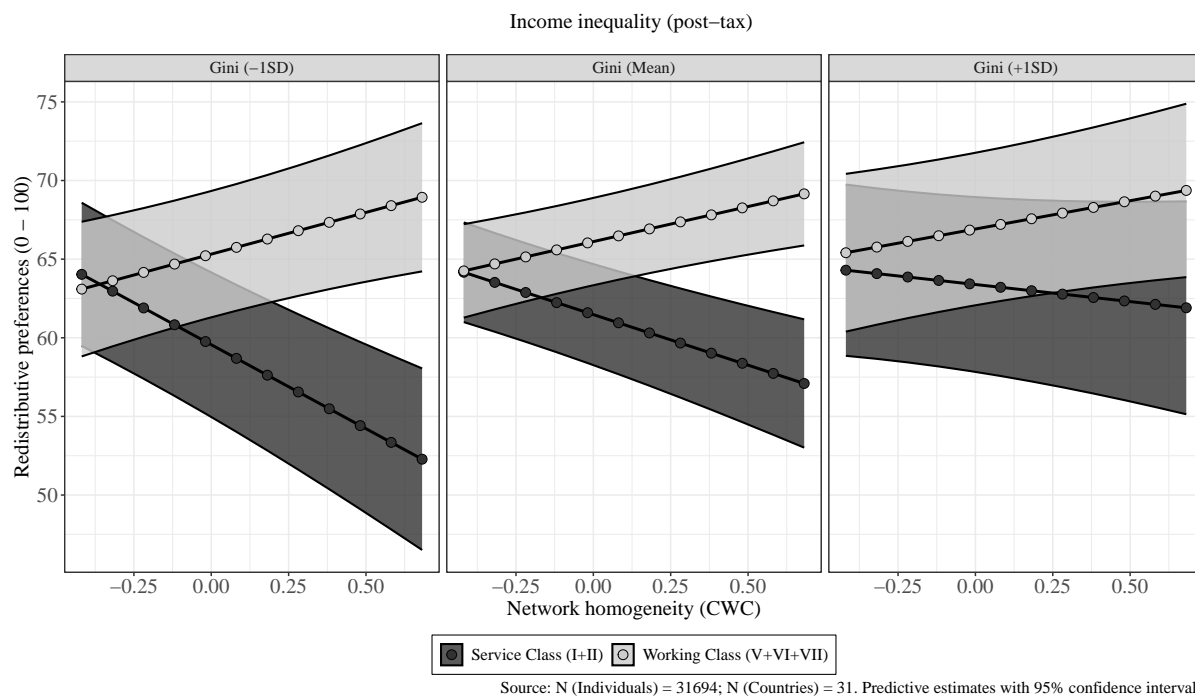 Income inequality (post−tax)
Gini (−1SD) Gini (Mean) Gini (+1SD)
Redistributive preferences (0 − 100)
75
70
65
60
55
50
−0.25 0.00 0.25 0.50 −0.25 0.00 0.25 0.50 −0.25 0.00 0.25 0.50
Network homogeneity (CWC)
Service Class (I+II) Working Class (V+VI+VII)
Source: N (Individuals) = 31694; N (Countries) = 31. Predictive estimates with 95% confidence interval